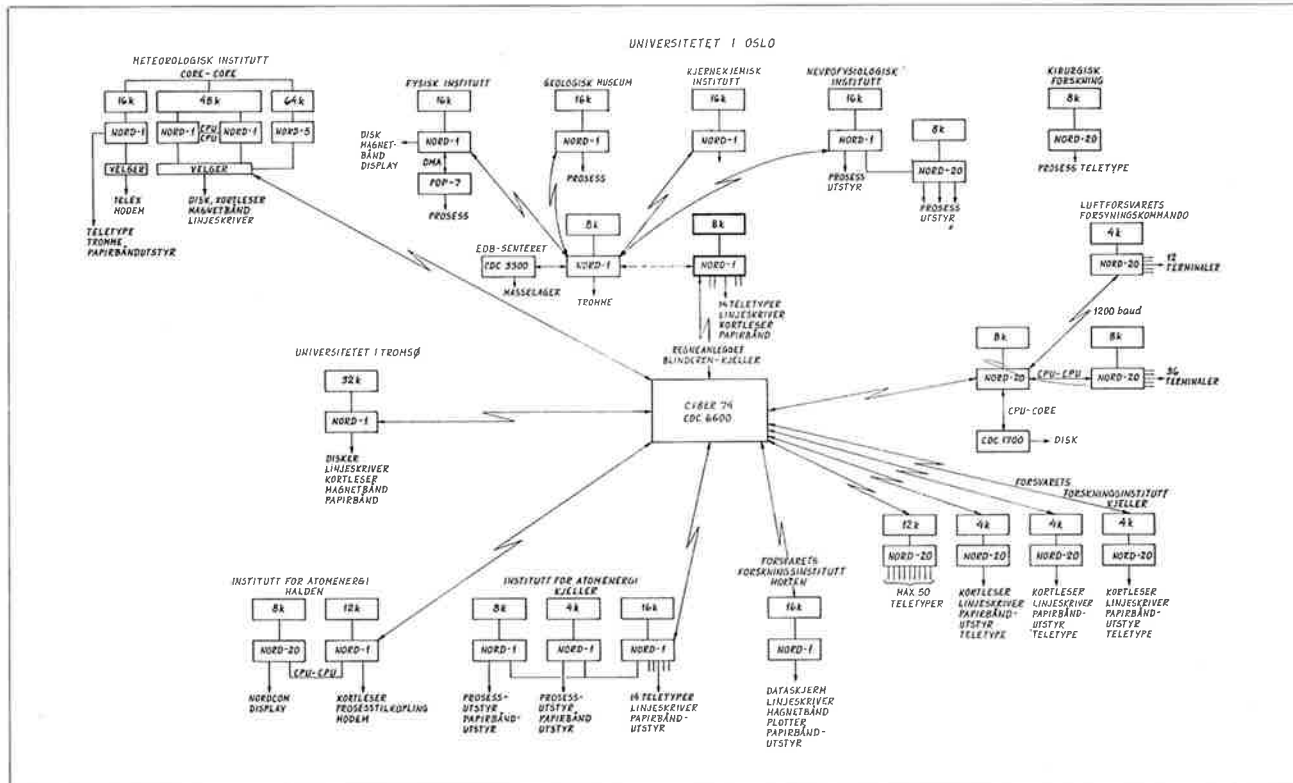 UNIVERSITETET I OSLO
METEOROLOGISK INSTITUTT
CORE-CORE
16k
48k
64k
NORD-1
NORD-1
CPU
CPU
NORD-1
NORD-5
VELGER
VELGER
TELEX
MODEM
DISK, KORTLESER
MAGNETBÅND
LINJESKRIVER
TELETYPE
TROMME
PAPIRBÅNDUTSTYR
FYSISK INSTITUTT
16k
DISK
MAGNET-
BÅND
DISPLAY
NORD-1
DMA
PDP-7
PROSESS
GEOLOGISK MUSEUM
16k
NORD-1
PROSESS
KJERNEKJEMISK
INSTITUTT
16k
NORD-1
NEVROFYSIOLOGISK
INSTITUTT
16k
NORD-1
PROSESS
UTSTYR
8k
NORD-20
PROSESS
UTSTYR
KIRURGISK
FORSKNING
8k
NORD-20
PROSESS TELETYPE
EDB-SENTERET
CDC 3300
MASSELAGER
8k
NORD-1
TROMME
8k
NORD-1
14 TELETYPER
LINJESKRIVER
KORTLESER
PAPIRBÅND
REGNEANLEGGET
BLINDEREN-KJELLER
CYBER 74
CDC 6600
LUFTFORSVARETS
FORSYNINGSKOMMANDO
4k
NORD-20
12
TERMINALER
1200 baud
8k
NORD-20
CPU-CPU
8k
NORD-20
36
TERMINALER
CPU-CORE
CDC 1700
DISK
UNIVERSITETET I TROMSØ
32k
NORD-1
DISKER
LINJESKRIVER
KORTLESER
MAGNETBÅND
PAPIRBÅND
FORSVARETS
FORSKNINGSINSTITUTT
KJELLER
12k
NORD-20
MAX 50
TELETYPER
4k
NORD-20
KORTLESER
LINJESKRIVER
PAPIRBÅND-
UTSTYR
TELETYPE
4k
NORD-20
KORTLESER
LINJESKRIVER
PAPIRBÅND-
UTSTYR
TELETYPE
4k
NORD-20
KORTLESER
LINJESKRIVER
PAPIRBÅND-
UTSTYR
TELETYPE
INSTITUTT FOR ATOMENERGI
HALDEN
8k
NORD-20
CPU-CPU
12k
NORD-1
NORDCOM
DISPLAY
KORTLESER
PROSESSTILKOPLING
MODEM
INSTITUTT FOR ATOMENERGI
KJELLER
8k
NORD-1
PROSESS-
UTSTYR
PAPIRBÅND-
UTSTYR
4k
NORD-1
PROSESS-
UTSTYR
PAPIRBÅND
UTSTYR
16k
NORD-1
14 TELETYPER
LINJESKRIVER
PAPIRBÅND-
UTSTYR
FORSVARETS
FORSKNINGSINSTITUTT
HORTEN
16k
NORD-1
DATASKJERM
LINJESKRIVER
MAGNETBÅND
PLOTTER
PAPIRBÅND-
UTSTYR